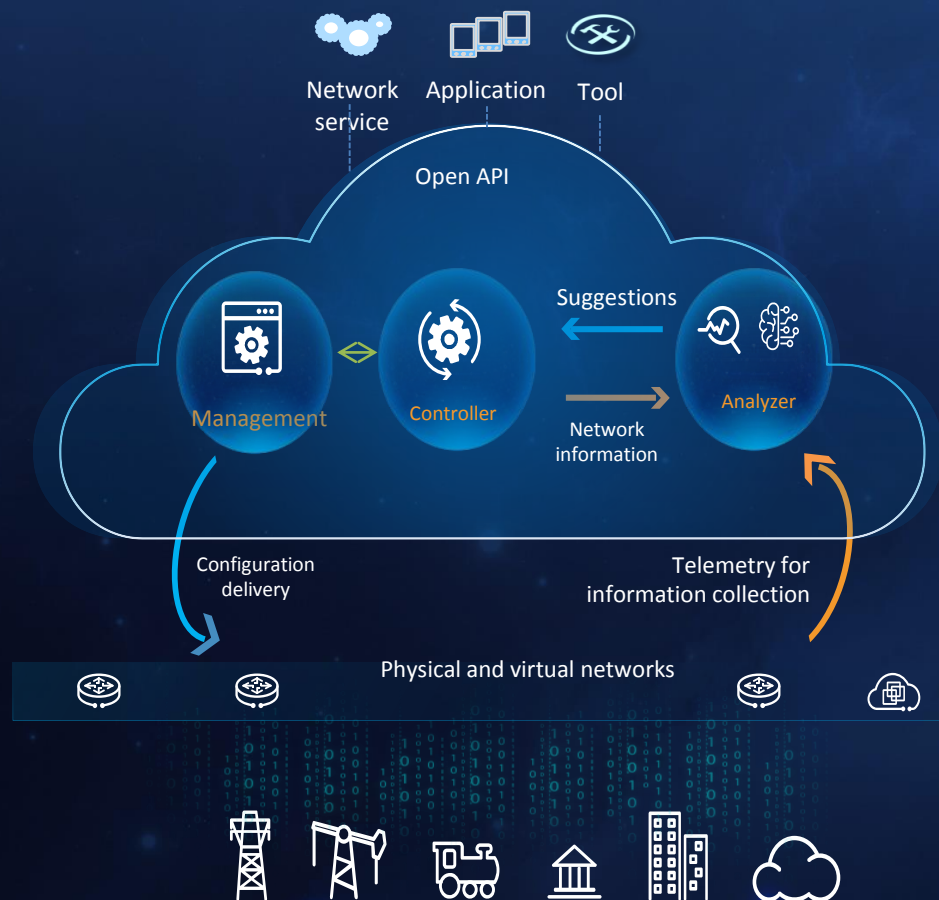 Network
service
Application
Tool
Open API
Suggestions
Management
Controller
Analyzer
Network
information
Configuration
delivery
Telemetry for
information collection
Physical and virtual networks